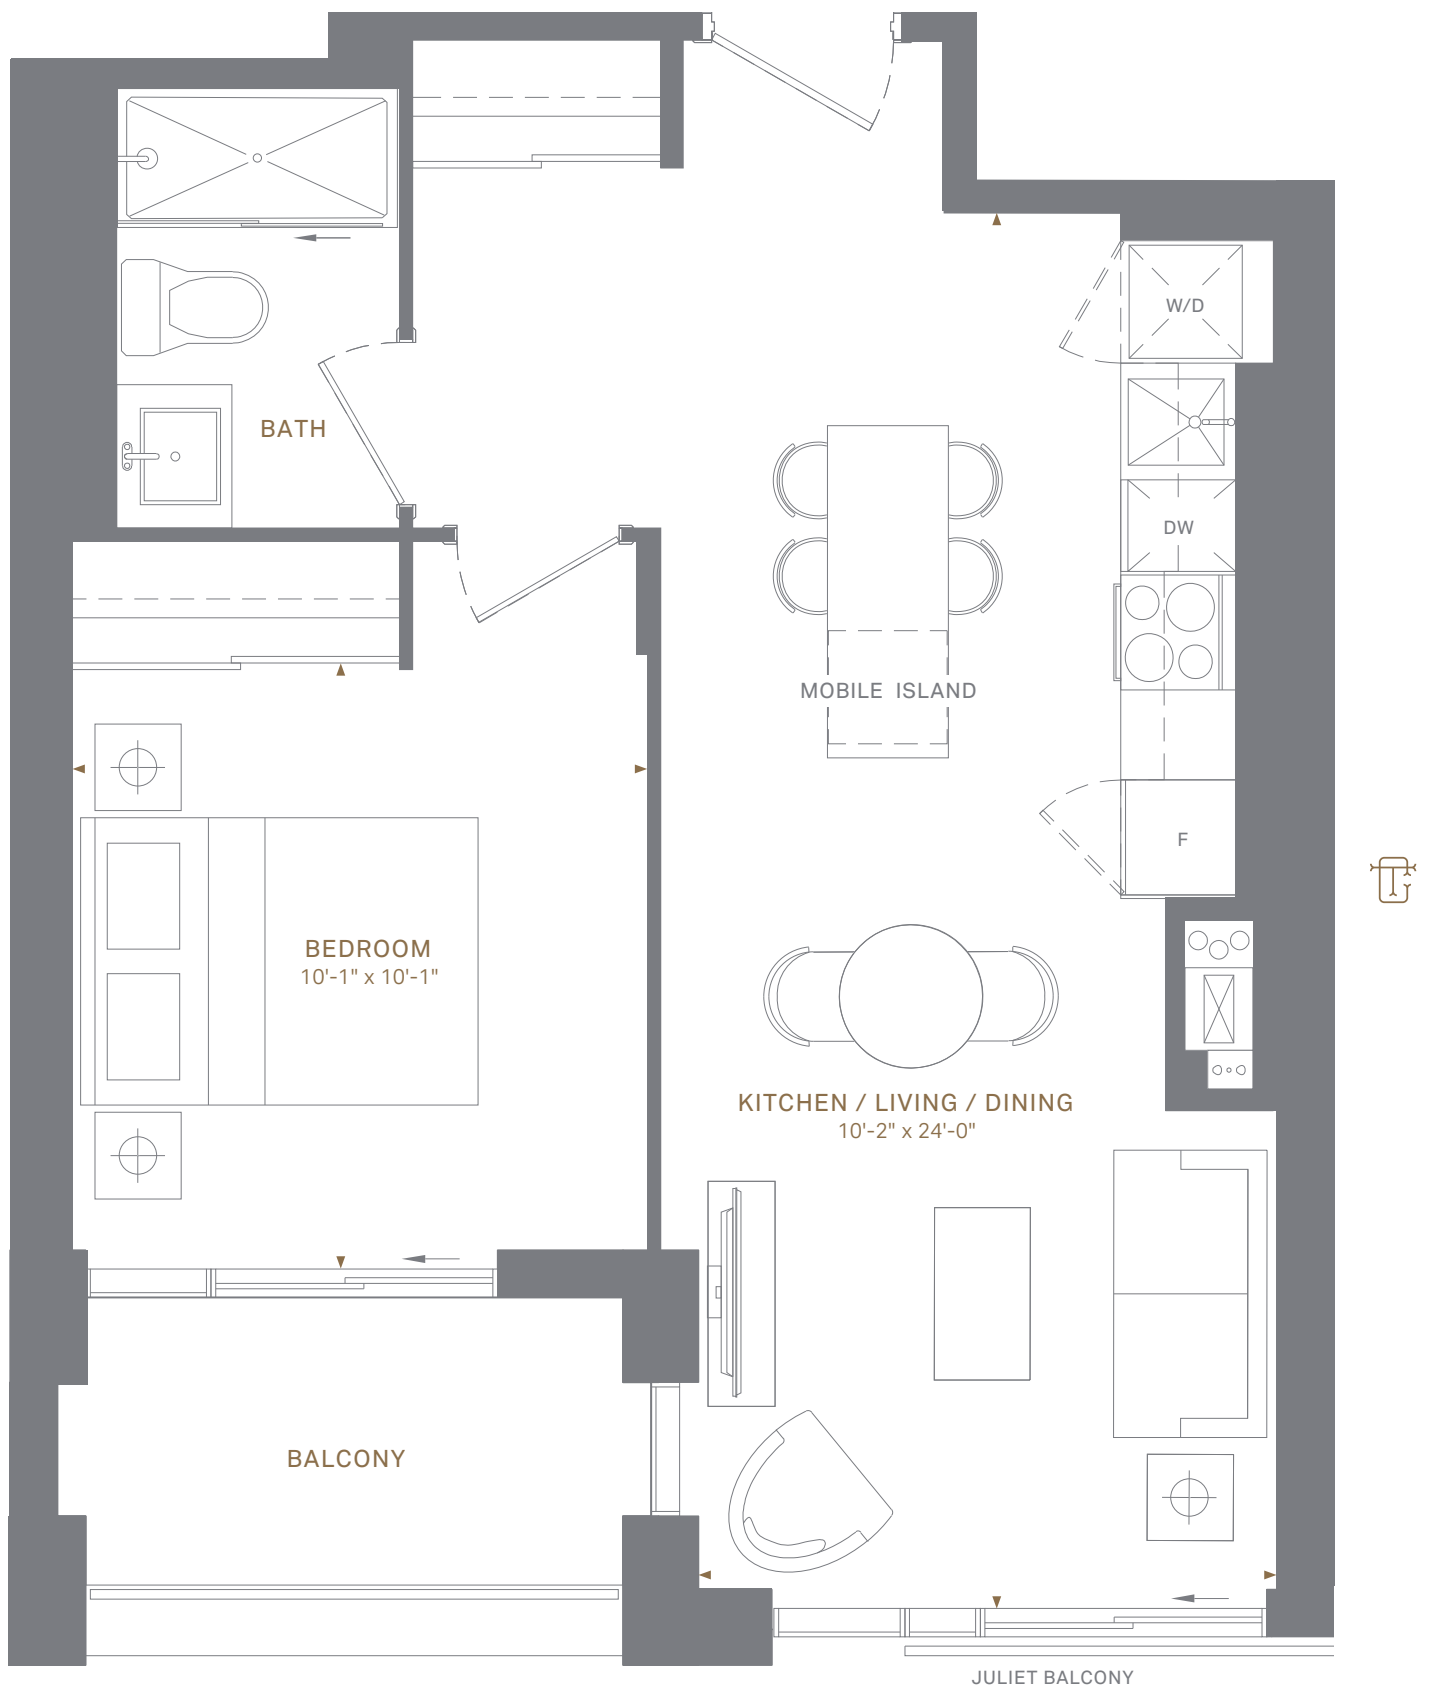 W/D
BATH
DW
MOBILE ISLAND
F
BEDROOM
10'-1" x 10'-1"
KITCHEN / LIVING / DINING
10'-2" x 24'-0"
BALCONY
JULIET BALCONY